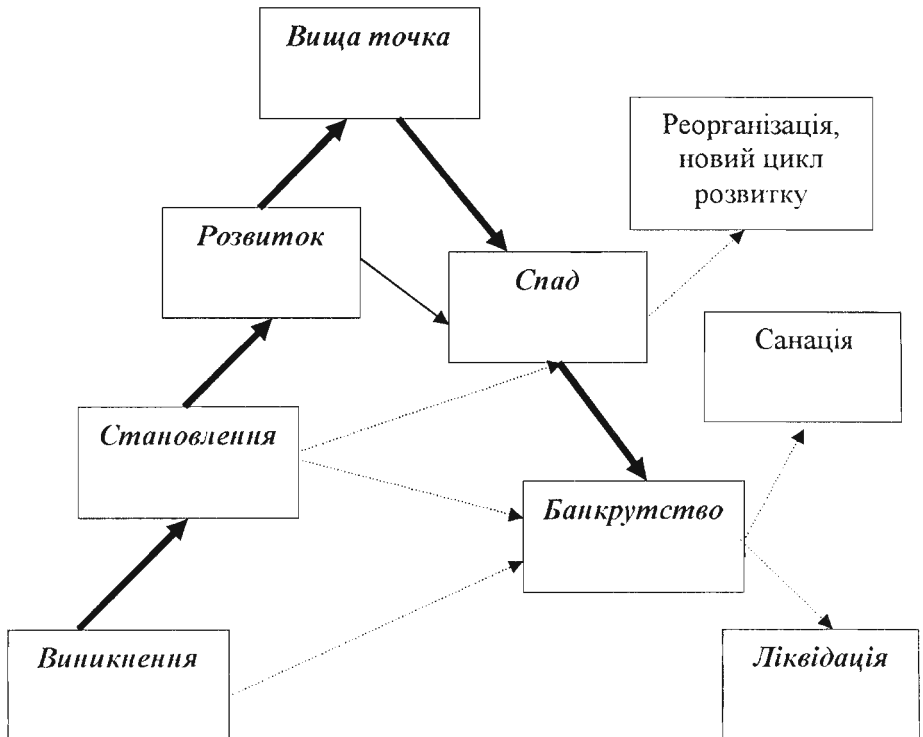 Вища точка
Реорганізація,
новий цикл
розвитку
Розвиток
Спад
Санація
Становлення
Банкрутство
Виникнення
Ліквідація